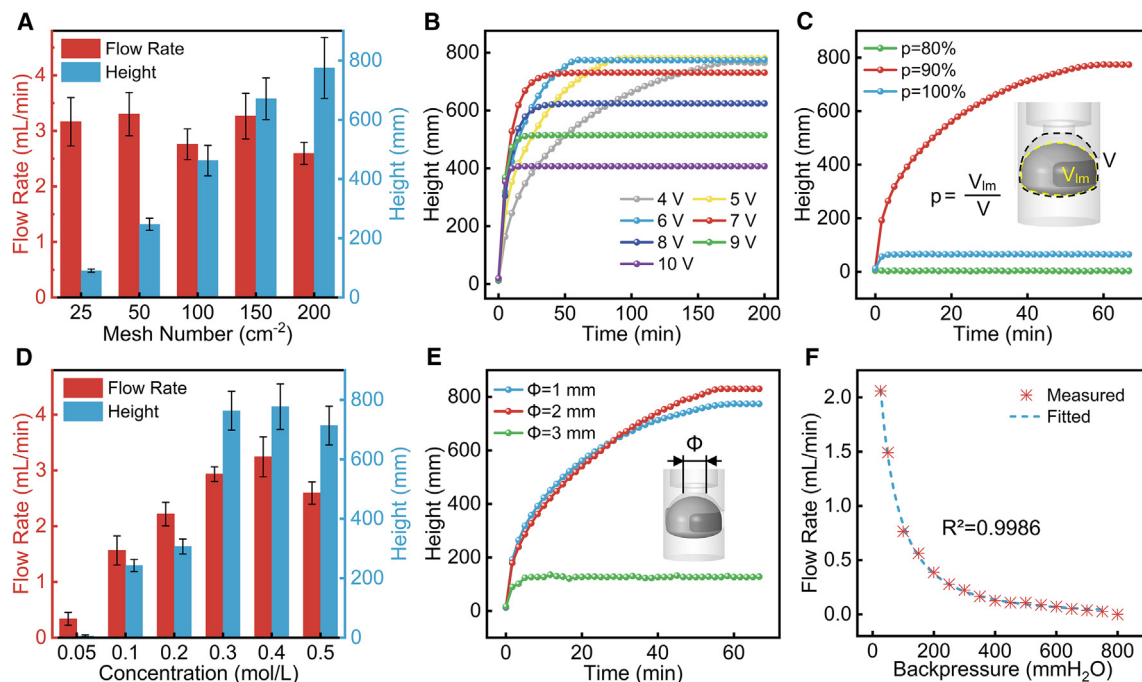 A
Flow Rate
Height
Flow Rate (mL/min)
0
1
2
3
4
Height (mm)
0
200
400
600
800
25
50
100
150
200
Mesh Number (cm-2)
B
Height (mm)
0
200
400
600
800
4 V
5 V
6 V
7 V
8 V
9 V
10 V
0
50
100
150
200
Time (min)
C
p=80%
p=90%
p=100%
Height (mm)
0
200
400
600
800
p = Vlm / V
Vlm
V
0
20
40
60
Time (min)
D
Flow Rate
Height
Flow Rate (mL/min)
0
1
2
3
4
Height (mm)
0
200
400
600
800
0.05
0.1
0.2
0.3
0.4
0.5
Concentration (mol/L)
E
Φ=1 mm
Φ=2 mm
Φ=3 mm
Φ
Height (mm)
0
200
400
600
800
0
20
40
60
Time (min)
F
Measured
Fitted
R²=0.9986
Flow Rate (mL/min)
0.0
0.5
1.0
1.5
2.0
0
200
400
600
800
Backpressure (mmH₂O)